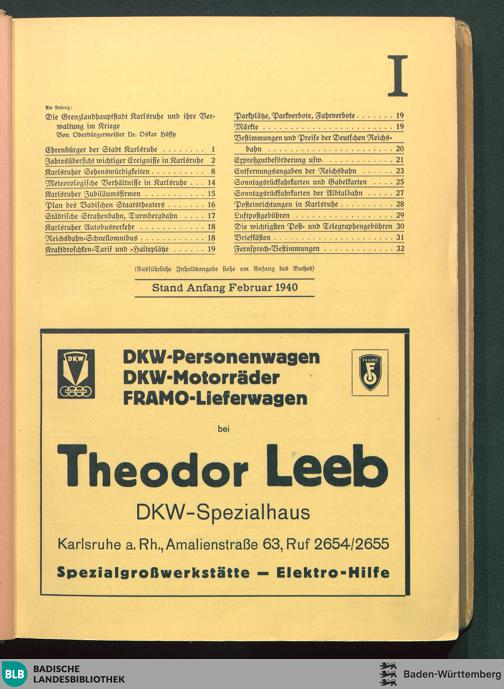 I
Am Anfang:
Die Grenzlandhauptstadt Karlsruhe und ihre Ver-
waltung im Kriege
Von Oberbürgermeister Dr. Oskar Hüssy
Ehrenbürger der Stadt Karlsruhe . . . . . . 1
Jahresübersicht wichtiger Ereignisse in Karlsruhe 2
Karlsruher Sehenswürdigkeiten . . . . . . . 8
Meteorologische Verhältnisse in Karlsruhe . . . 14
Karlsruher Jubiläumsfirmen . . . . . . . . 15
Plan des Badischen Staatstheaters . . . . . . 16
Städtische Straßenbahn, Turmbergbahn . . . . 17
Karlsruher Autobusverkehr . . . . . . . . 18
Reichsbahn-Schnellomnibus . . . . . . . . 18
Kraftdroschken-Tarif und -Halteplätze . . . . 19
Parkplätze, Parkverbote, Fahrverbote . . . . . . 19
Märkte . . . . . . . . . . . . . . . 19
Bestimmungen und Preise der Deutschen Reichs-
bahn . . . . . . . . . . . . . . . 20
Expreßgutbeförderung usw. . . . . . . . . 21
Entfernungsangaben der Reichsbahn . . . . . 23
Sonntagsrückfahrkarten und Gabelkarten . . . 25
Sonntagsrückfahrkarten der Albtalbahn . . . . 27
Posteinrichtungen in Karlsruhe . . . . . . . 28
Luftpostgebühren . . . . . . . . . . . . 29
Die wichtigsten Post- und Telegraphengebühren 30
Briefkästen . . . . . . . . . . . . . . 31
Fernsprech-Bestimmungen . . . . . . . . . 32
(Ausführliche Inhaltsangabe siehe am Anfang des Buches)
Stand Anfang Februar 1940
DKW
FRAMO
DKW-Personenwagen
DKW-Motorräder
FRAMO-Lieferwagen
bei
Theodor Leeb
DKW-Spezialhaus
Karlsruhe a. Rh., Amalienstraße 63, Ruf 2654/2655
Spezialgroßwerkstätte – Elektro-Hilfe
BLB
BADISCHE
LANDESBIBLIOTHEK
Baden-Württemberg